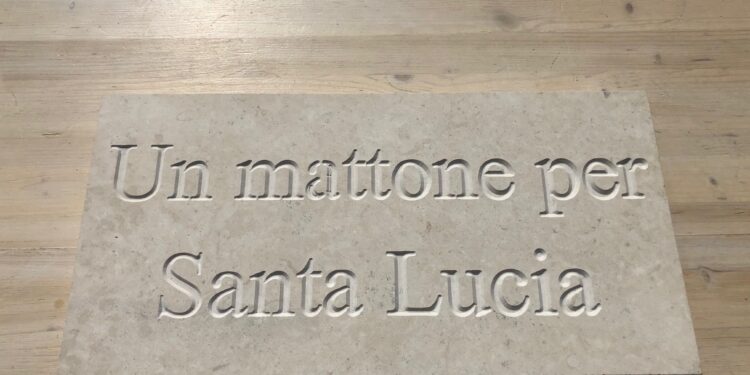 Un mattone per
Santa Lucia